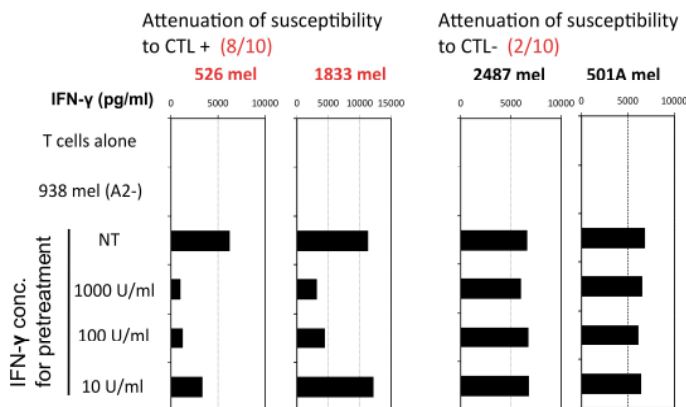 Attenuation of susceptibility
to CTL + (8/10)
Attenuation of susceptibility
to CTL- (2/10)
526 mel
1833 mel
2487 mel
501A mel
IFN-γ (pg/ml)
0 5000 10000
0 5000 10000 15000
0 5000 10000
0 5000 10000
T cells alone
938 mel (A2-)
IFN-γ conc.
for pretreatment
NT
1000 U/ml
100 U/ml
10 U/ml